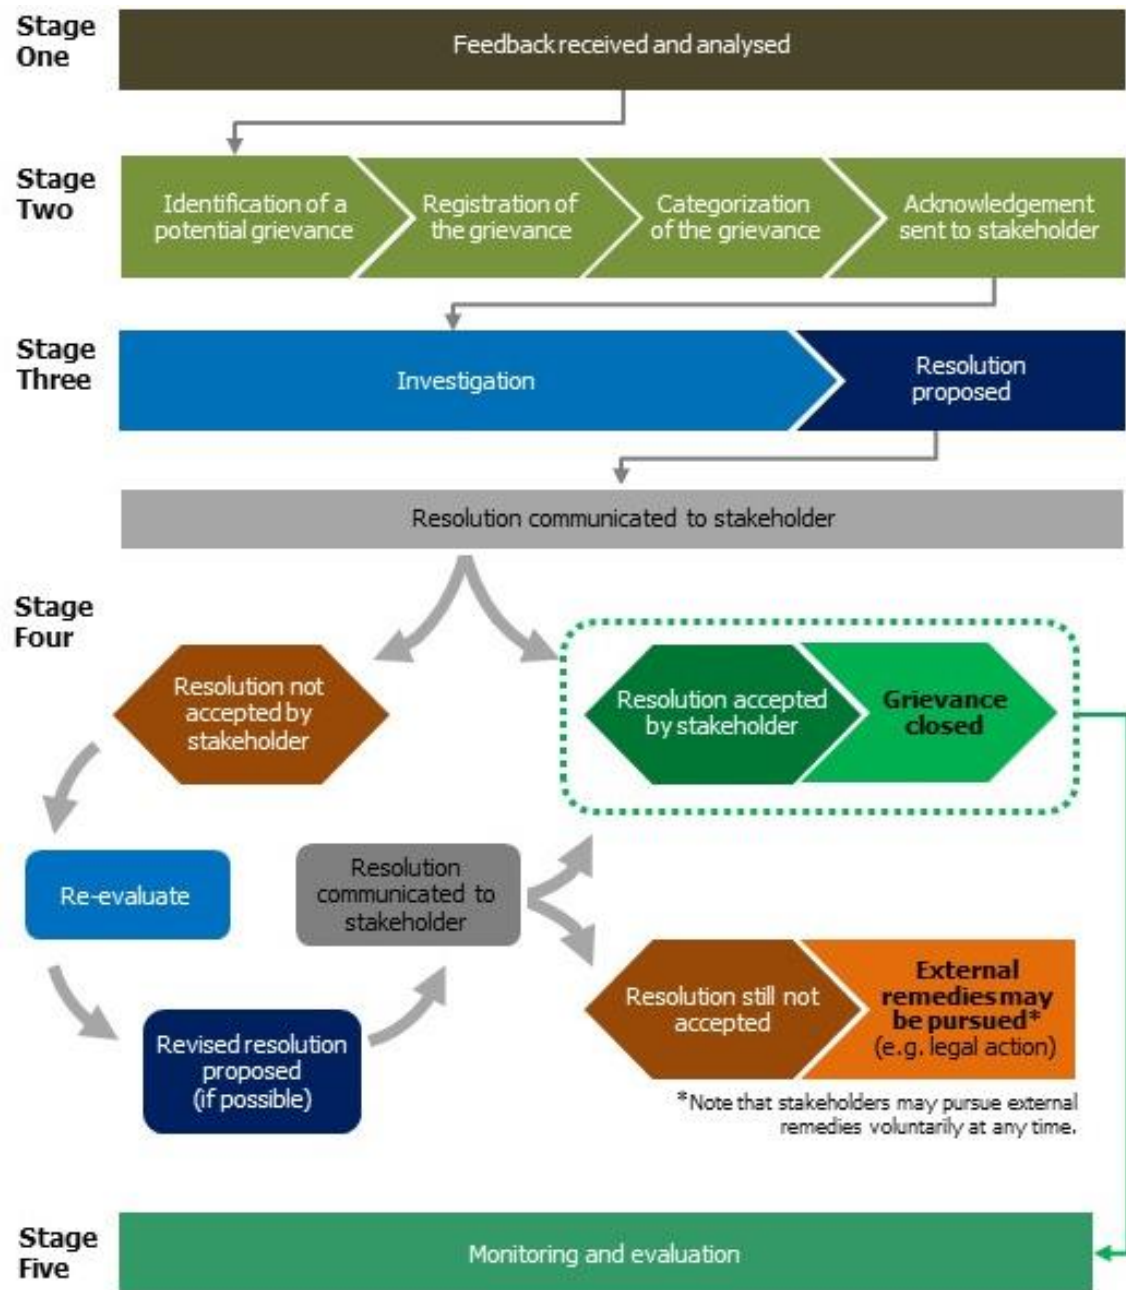 Stage
One
Feedback received and analysed
Stage
Two
Identification of a
potential grievance
Registration of
the grievance
Categorization
of the grievance
Acknowledgement
sent to stakeholder
Stage
Three
Investigation
Resolution
proposed
Resolution communicated to stakeholder
Stage
Four
Resolution not
accepted by
stakeholder
Resolution accepted
by stakeholder
Grievance
closed
Re-evaluate
Resolution
communicated to
stakeholder
Revised resolution
proposed
(if possible)
Resolution still not
accepted
External
remedies may
be pursued*
(e.g. legal action)
*Note that stakeholders may pursue external
remedies voluntarily at any time.
Stage
Five
Monitoring and evaluation